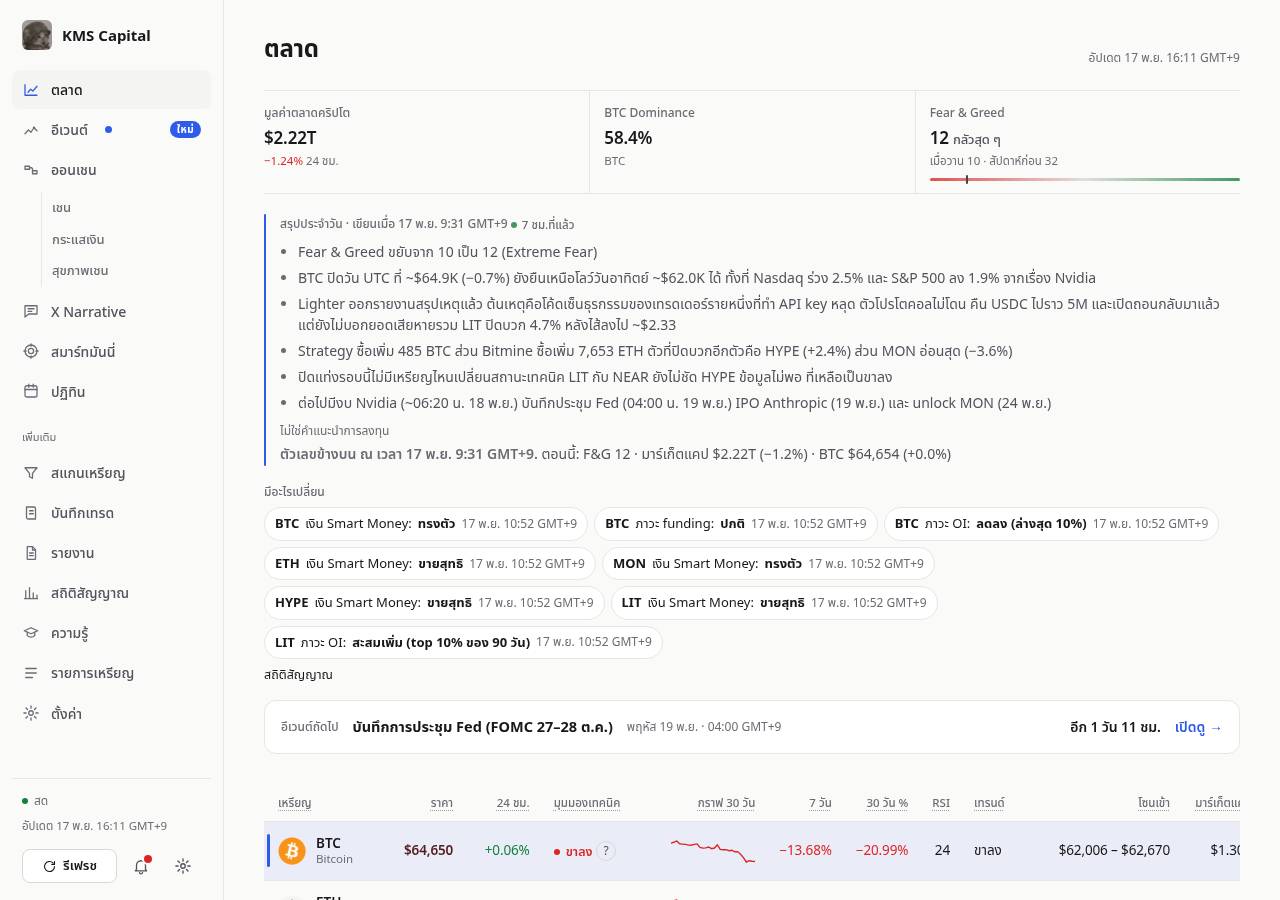 KMS Capital
ตลาด
อีเวนต์ ใหม่
ออนเชน
เชน
กระแสเงิน
สุขภาพเชน
X Narrative
สมาร์ทมันนี่
ปฏิทิน
เพิ่มเติม
สแกนเหรียญ
บันทึกเทรด
รายงาน
สถิติสัญญาณ
ความรู้
รายการเหรียญ
ตั้งค่า
สด
อัปเดต 17 พ.ย. 16:11 GMT+9
รีเฟรช
ตลาด
อัปเดต 17 พ.ย. 16:11 GMT+9
มูลค่าตลาดคริปโต
$2.22T
−1.24% 24 ชม.
BTC Dominance
58.4%
BTC
Fear & Greed
12 กลัวสุด ๆ
เมื่อวาน 10 · สัปดาห์ก่อน 32
สรุปประจำวัน · เขียนเมื่อ 17 พ.ย. 9:31 GMT+9 7 ชม.ที่แล้ว
Fear & Greed ขยับจาก 10 เป็น 12 (Extreme Fear)
BTC ปิดวัน UTC ที่ ~$64.9K (−0.7%) ยังยืนเหนือโลว์วันอาทิตย์ ~$62.0K ได้ ทั้งที่ Nasdaq ร่วง 2.5% และ S&P 500 ลง 1.9% จากเรื่อง Nvidia
Lighter ออกรายงานสรุปเหตุแล้ว ต้นเหตุคือโค้ดเซ็นธุรกรรมของเทรดเดอร์รายหนึ่งที่ทำ API key หลุด ตัวโปรโตคอลไม่โดน คืน USDC ไปราว 5M และเปิดถอนกลับมาแล้ว
แต่ยังไม่บอกยอดเสียหายรวม LIT ปิดบวก 4.7% หลังไส้ลงไป ~$2.33
Strategy ซื้อเพิ่ม 485 BTC ส่วน Bitmine ซื้อเพิ่ม 7,653 ETH ตัวที่ปิดบวกอีกตัวคือ HYPE (+2.4%) ส่วน MON อ่อนสุด (−3.6%)
ปิดแท่งรอบนี้ไม่มีเหรียญไหนเปลี่ยนสถานะเทคนิค LIT กับ NEAR ยังไม่ชัด HYPE ข้อมูลไม่พอ ที่เหลือเป็นขาลง
ต่อไปมีงบ Nvidia (~06:20 น. 18 พ.ย.) บันทึกประชุม Fed (04:00 น. 19 พ.ย.) IPO Anthropic (19 พ.ย.) และ unlock MON (24 พ.ย.)
ไม่ใช่คำแนะนำการลงทุน
ตัวเลขข้างบน ณ เวลา 17 พ.ย. 9:31 GMT+9. ตอนนี้: F&G 12 · มาร์เก็ตแคป $2.22T (−1.2%) · BTC $64,654 (+0.0%)
มีอะไรเปลี่ยน
BTC เงิน Smart Money: ทรงตัว 17 พ.ย. 10:52 GMT+9
BTC ภาวะ funding: ปกติ 17 พ.ย. 10:52 GMT+9
BTC ภาวะ OI: ลดลง (ล่างสุด 10%) 17 พ.ย. 10:52 GMT+9
ETH เงิน Smart Money: ขายสุทธิ 17 พ.ย. 10:52 GMT+9
MON เงิน Smart Money: ทรงตัว 17 พ.ย. 10:52 GMT+9
HYPE เงิน Smart Money: ขายสุทธิ 17 พ.ย. 10:52 GMT+9
LIT เงิน Smart Money: ขายสุทธิ 17 พ.ย. 10:52 GMT+9
LIT ภาวะ OI: สะสมเพิ่ม (top 10% ของ 90 วัน) 17 พ.ย. 10:52 GMT+9
สถิติสัญญาณ
อีเวนต์ถัดไป บันทึกการประชุม Fed (FOMC 27–28 ต.ค.) พฤหัส 19 พ.ย. · 04:00 GMT+9 อีก 1 วัน 11 ชม. เปิดดู →
เหรียญ ราคา 24 ชม. มุมมองเทคนิค กราฟ 30 วัน 7 วัน 30 วัน % RSI เทรนด์ โซนเข้า
BTC $64,650 +0.06% ขาลง ? −13.68% −20.99% 24 ขาลง $62,006 – $62,670 $1.30
Bitcoin